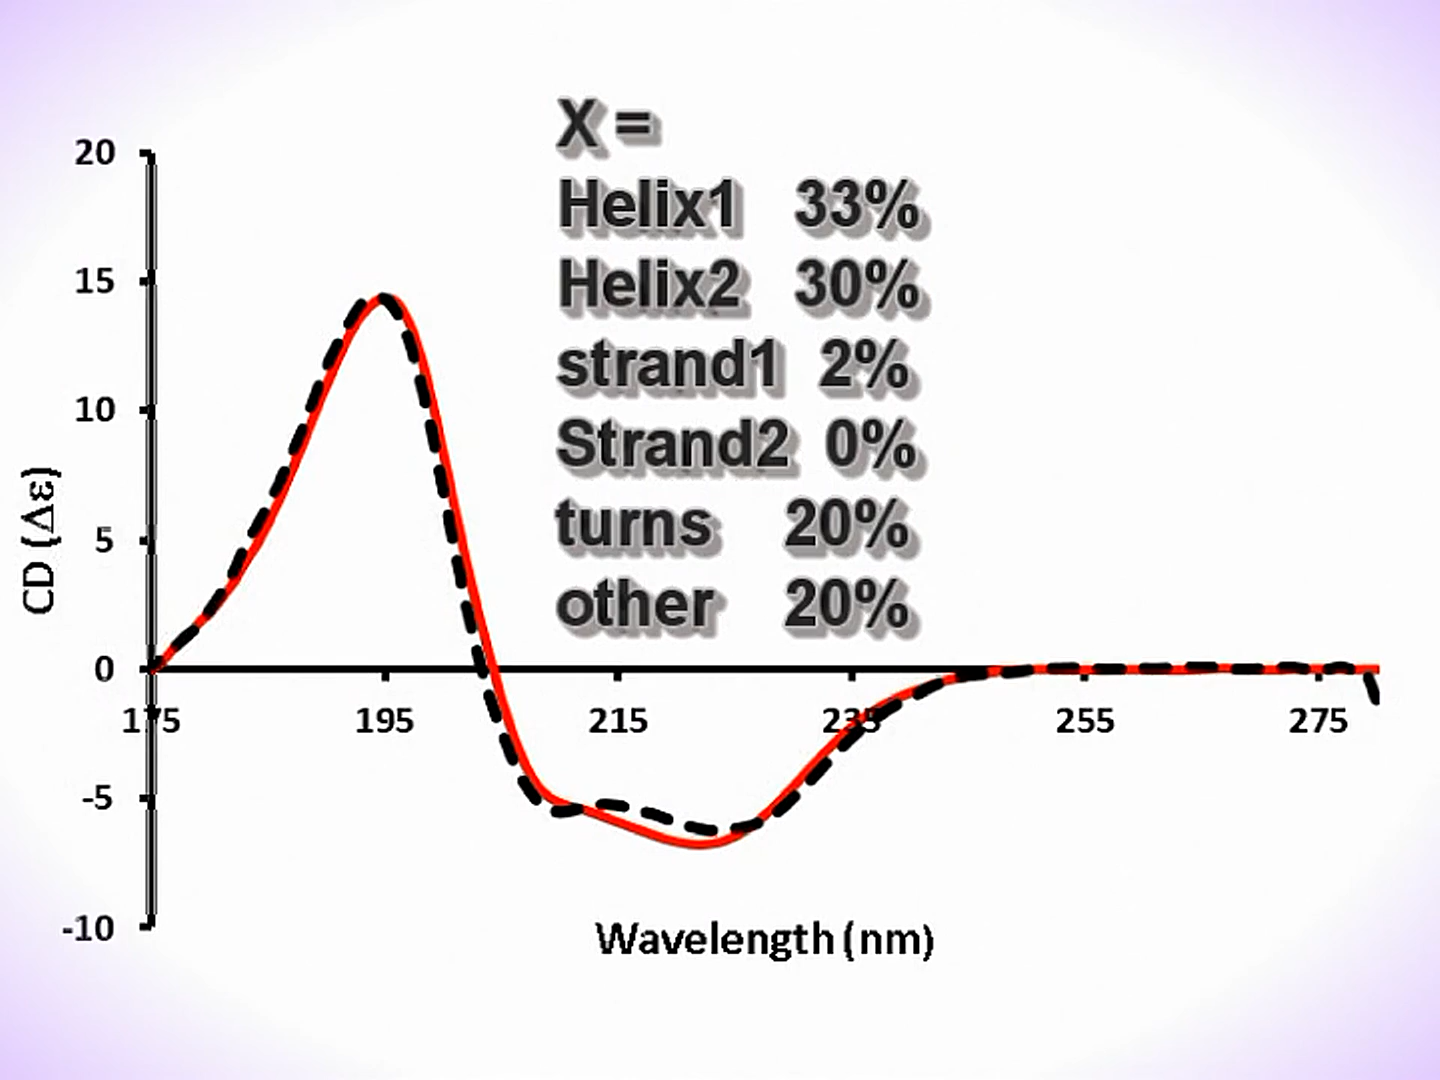 X =
Helix1 33%
Helix2 30%
strand1 2%
Strand2 0%
turns 20%
other 20%
20
15
10
5
0
-5
-10
CD (Δε)
175 195 215 235 255 275
Wavelength (nm)